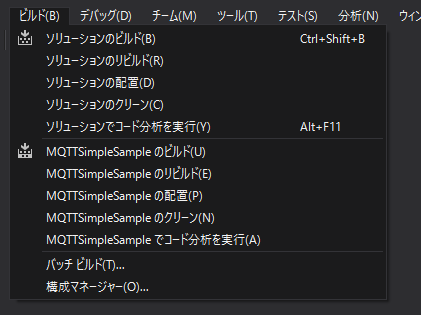 ビルド(B) デバッグ(D) チーム(M) ツール(T) テスト(S) 分析(N) ウィン
ソリューションのビルド(B) Ctrl+Shift+B
ソリューションのリビルド(R)
ソリューションの配置(D)
ソリューションのクリーン(C)
ソリューションでコード分析を実行(Y) Alt+F11
MQTTSimpleSample のビルド(U)
MQTTSimpleSample のリビルド(E)
MQTTSimpleSample の配置(P)
MQTTSimpleSample のクリーン(N)
MQTTSimpleSample でコード分析を実行(A)
バッチ ビルド(T)...
構成マネージャー(O)...